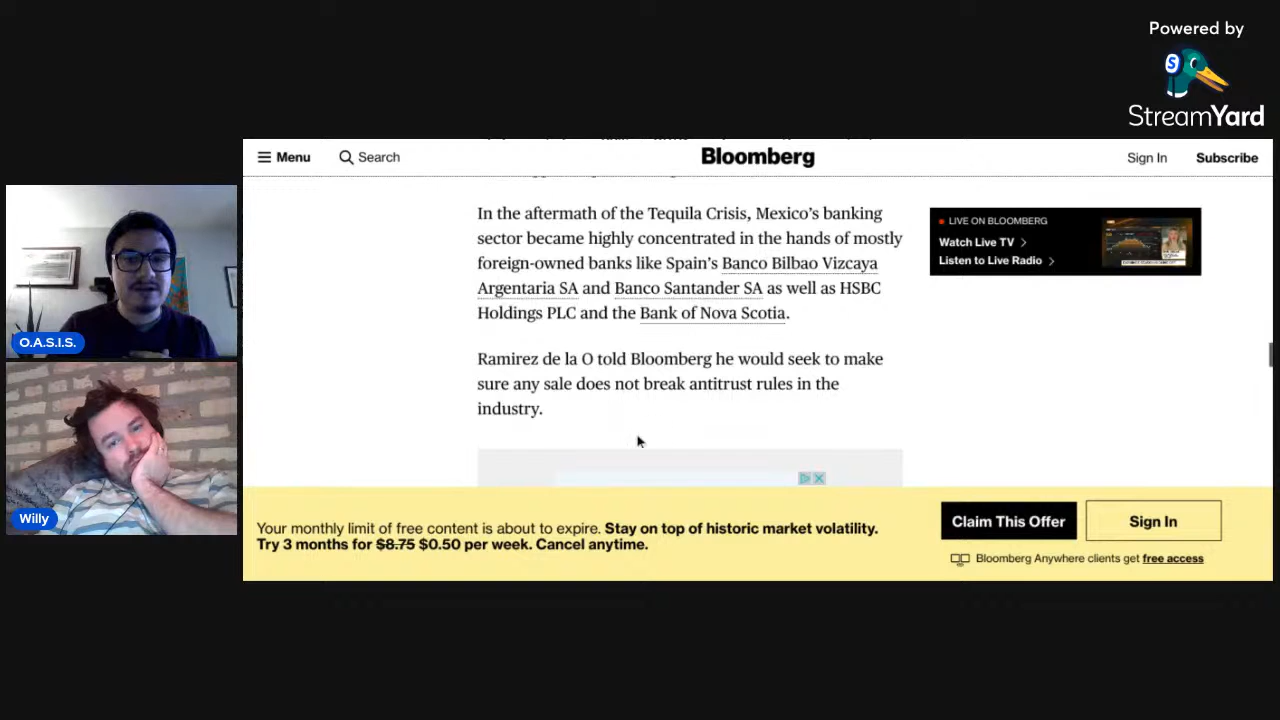 Powered by
S
StreamYard
Menu
Search
Bloomberg
Sign In
Subscribe
In the aftermath of the Tequila Crisis, Mexico’s banking
sector became highly concentrated in the hands of mostly
foreign-owned banks like Spain’s Banco Bilbao Vizcaya
Argentaria SA and Banco Santander SA as well as HSBC
Holdings PLC and the Bank of Nova Scotia.
Ramirez de la O told Bloomberg he would seek to make
sure any sale does not break antitrust rules in the
industry.
LIVE ON BLOOMBERG
Watch Live TV
Listen to Live Radio
O.A.S.I.S.
Willy
Your monthly limit of free content is about to expire. Stay on top of historic market volatility.
Try 3 months for $8.75 $0.50 per week. Cancel anytime.
Claim This Offer
Sign In
Bloomberg Anywhere clients get free access